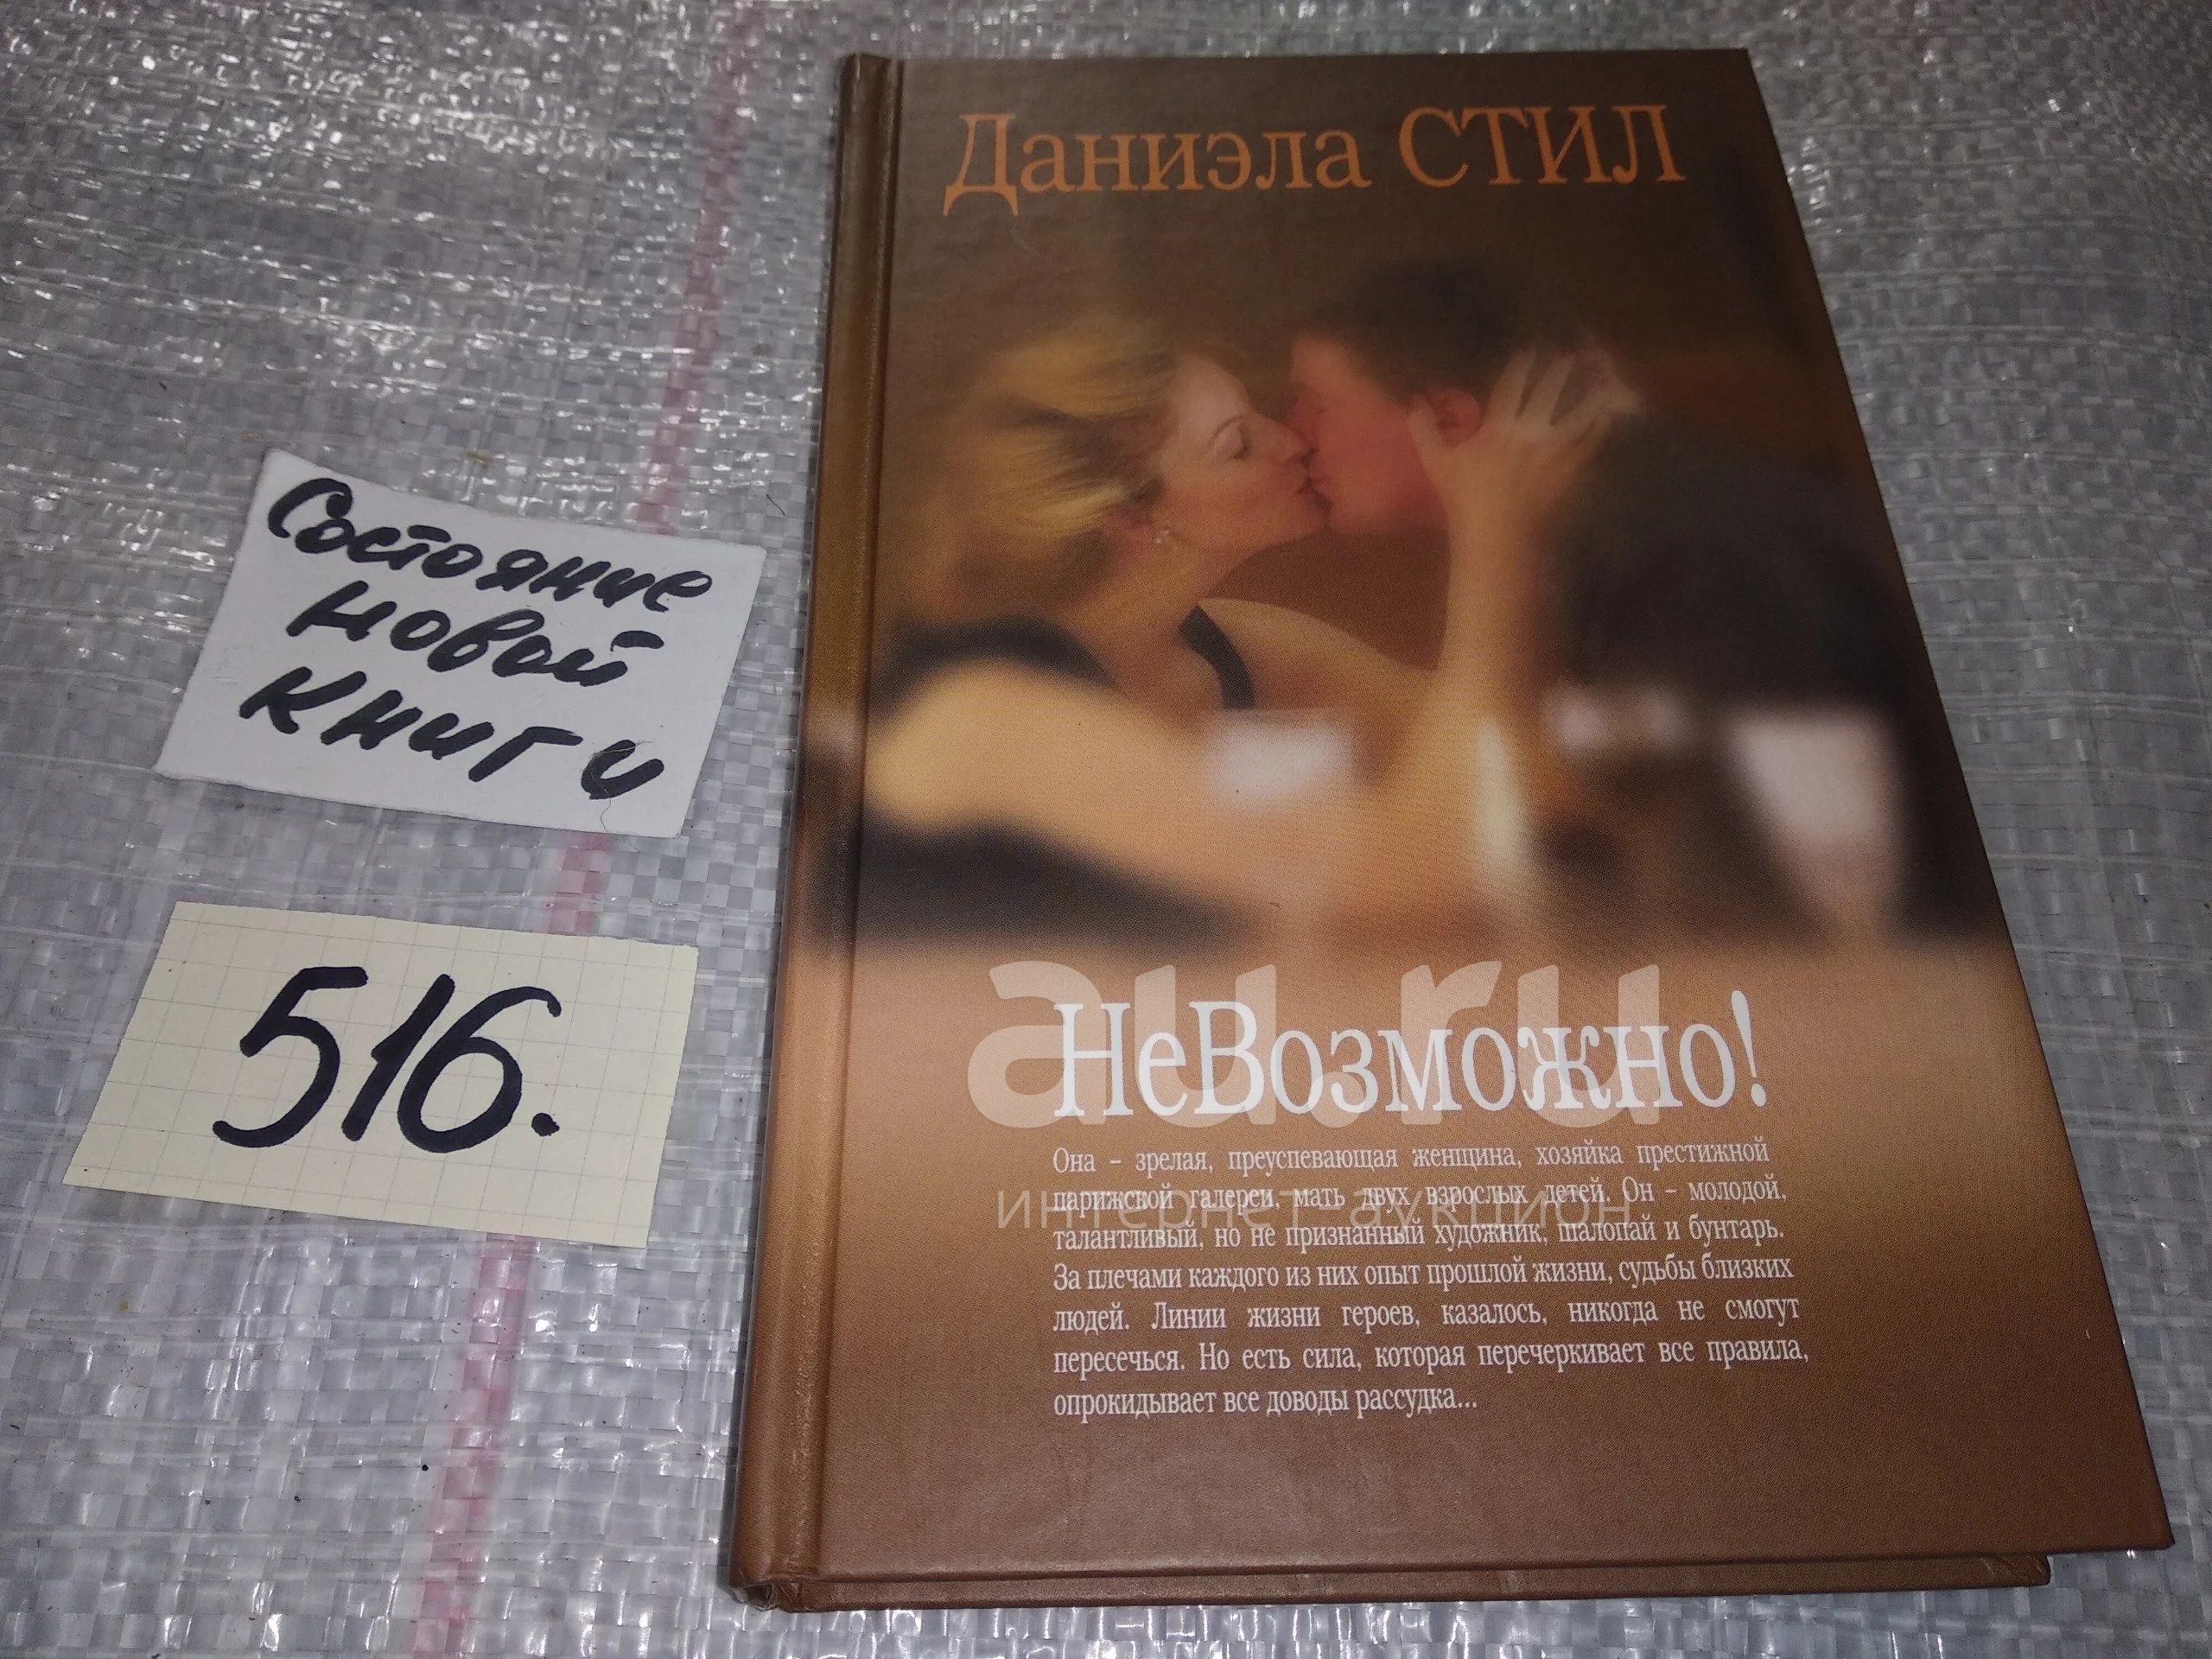 Даниэла СТИЛ
Состояние
новой
книги
516.
au.ru
НеВозможно!
Она – зрелая, преуспевающая женщина, хозяйка престижной
парижской галереи, мать двух взрослых детей. Он – молодой,
интернет-аукцион
талантливый, но не признанный художник, шалопай и бунтарь.
За плечами каждого из них опыт прошлой жизни, судьбы близких
людей. Линии жизни героев, казалось, никогда не смогут
пересечься. Но есть сила, которая перечеркивает все правила,
опрокидывает все доводы рассудка...